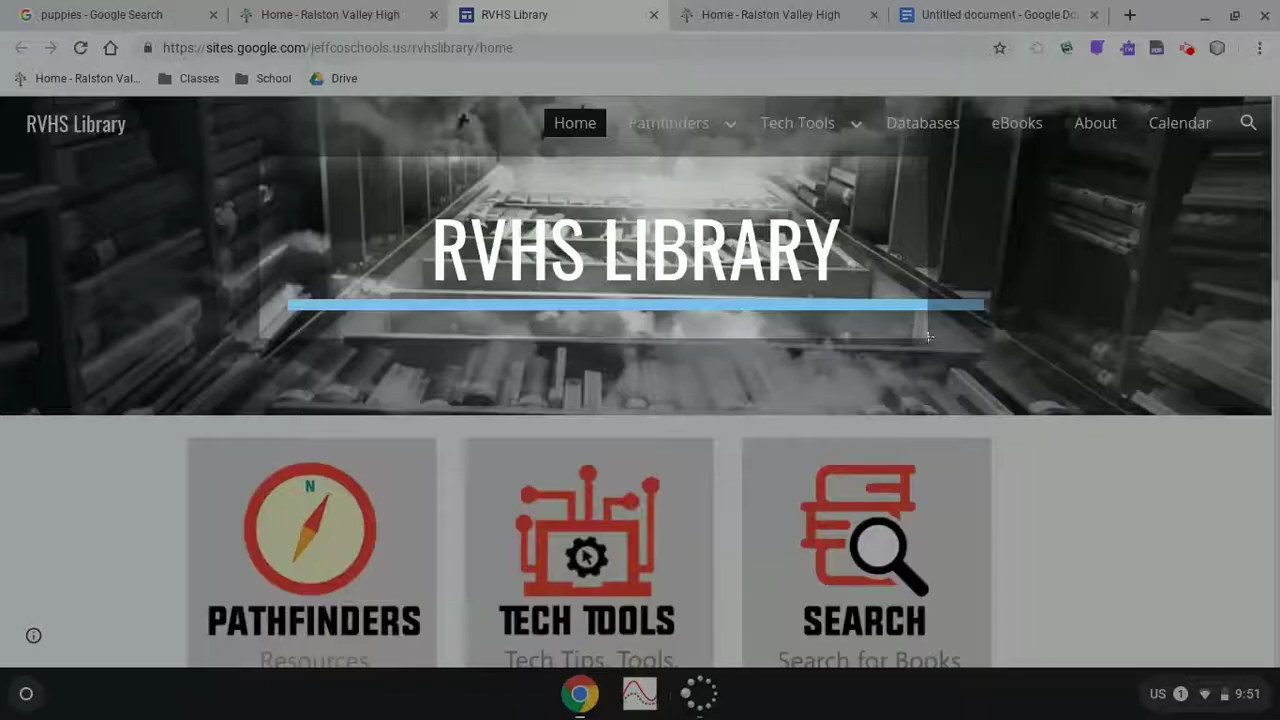 puppies - Google Search
Home - Ralston Valley High
RVHS Library
Home - Ralston Valley High
Untitled document - Google Do
https://sites.google.com/jeffcoschools.us/rvhslibrary/home
Home - Ralston Val...
Classes
School
Drive
RVHS Library
Home
Pathfinders
Tech Tools
Databases
eBooks
About
Calendar
RVHS LIBRARY
N
PATHFINDERS
TECH TOOLS
SEARCH
Resources
Tech Tips, Tools,
Search for Books
US
1
9:51